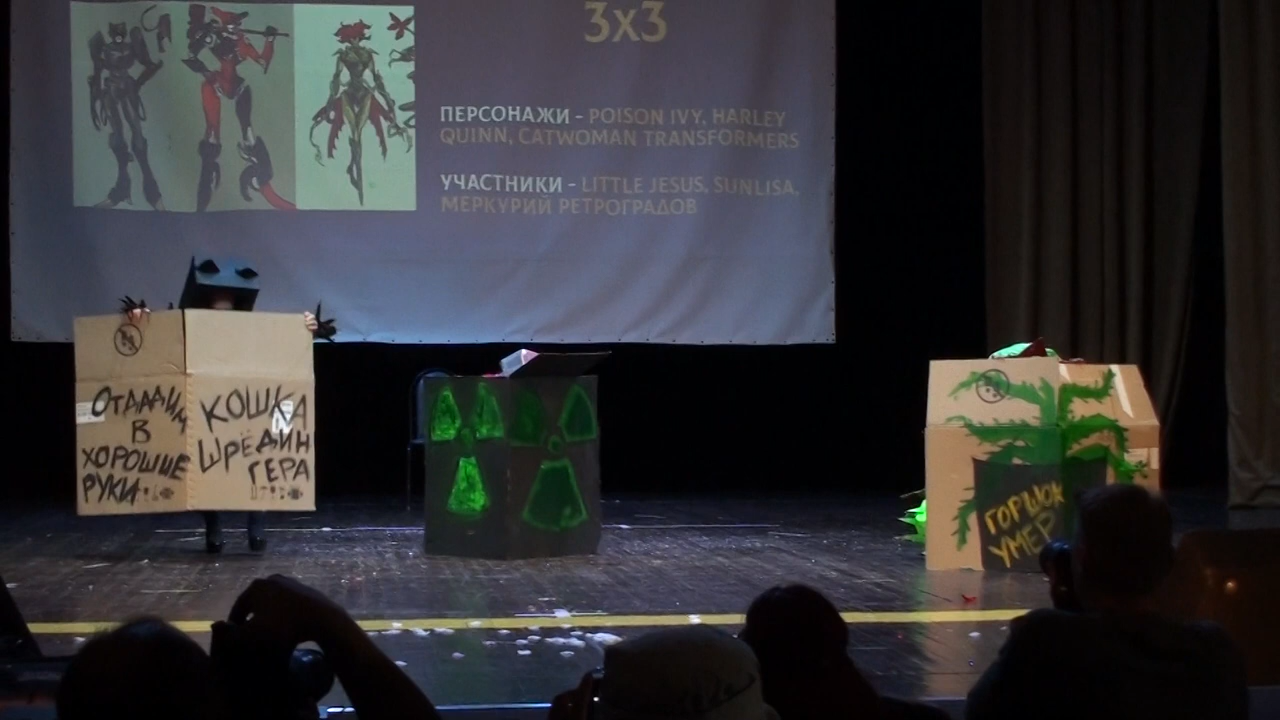 3x3
ПЕРСОНАЖИ - POISON IVY, HARLEY
QUINN, CATWOMAN TRANSFORMERS
УЧАСТНИКИ - LITTLE JESUS, SUNLISA,
МЕРКУРИЙ РЕТРОГРАДОВ
ОТДАДИМ
В
ХОРОШИЕ
РУКИ
КОШКА
ШРЁДИН
ГЕРА
ГОРШОК
УМЕР